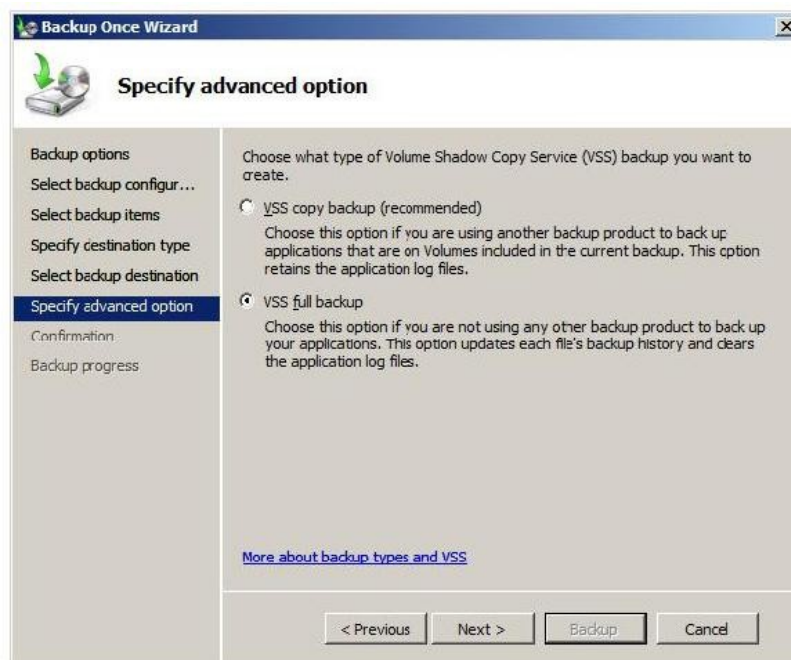 Backup Once Wizard
Specify advanced option
Backup options
Select backup configur...
Select backup items
Specify destination type
Select backup destination
Specify advanced option
Confirmation
Backup progress
Choose what type of Volume Shadow Copy Service (VSS) backup you want to
create.
VSS copy backup (recommended)
Choose this option if you are using another backup product to back up
applications that are on Volumes included in the current backup. This option
retains the application log files.
VSS full backup
Choose this option if you are not using any other backup product to back up
your applications. This option updates each file's backup history and clears
the application log files.
More about backup types and VSS
< Previous
Next >
Backup
Cancel